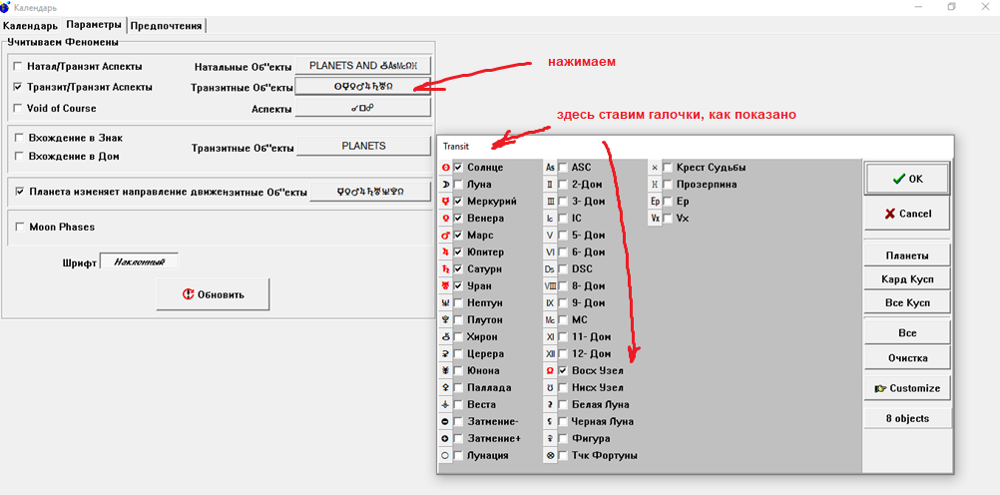 Календарь
Календарь Параметры Предпочтения
Учитываем Феномены
Натал/Транзит Аспекты Натальные Об"екты PLANETS AND ⚷AsMcΩ♓
нажимаем
Транзит/Транзит Аспекты Транзитные Об"екты ☉☿♀♂♃♄♅☊
Void of Course Аспекты ☌□☍
здесь ставим галочки, как показано
Вхождение в Знак
Вхождение в Дом
Транзитные Об"екты PLANETS
Планета изменяет направление движензитные Об"екты ☿♀♂♃♄♅♆♇☊
Moon Phases
Шрифт Наклонный
Обновить
Transit
Солнце
Луна
Меркурий
Венера
Марс
Юпитер
Сатурн
Уран
Нептун
Плутон
Хирон
Церера
Юнона
Паллада
Веста
Затмение-
Затмение+
Лунация
As ASC
II 2-Дом
III 3- Дом
Ic IC
V 5- Дом
VI 6- Дом
Ds DSC
VIII 8- Дом
IX 9- Дом
Mc MC
XI 11- Дом
XII 12- Дом
Восх Узел
Нисх Узел
Белая Луна
Черная Луна
Фигура
Тчк Фортуны
Крест Судьбы
Прозерпина
Ep Ep
Vx Vx
OK
Cancel
Планеты
Кард Кусп
Все Кусп
Все
Очистка
Customize
8 objects